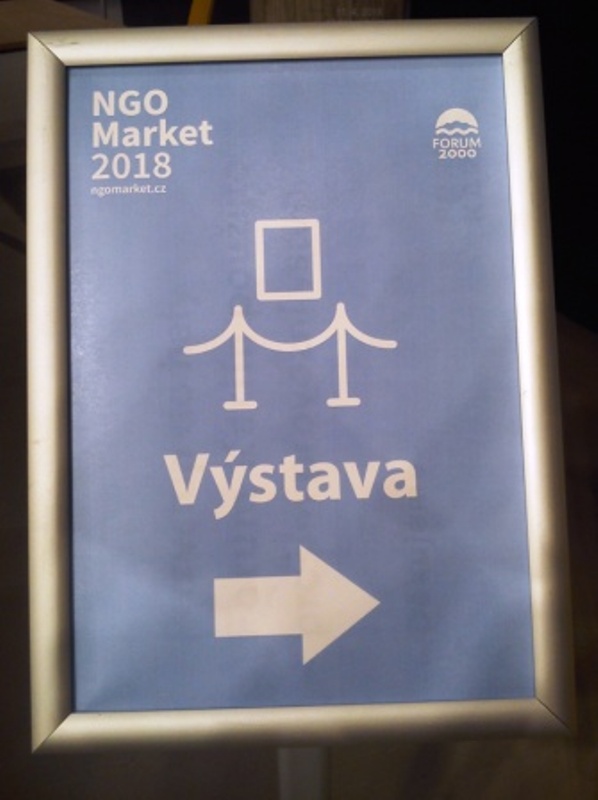 NGO
Market
2018
ngomarket.cz
FORUM
2000
Výstava